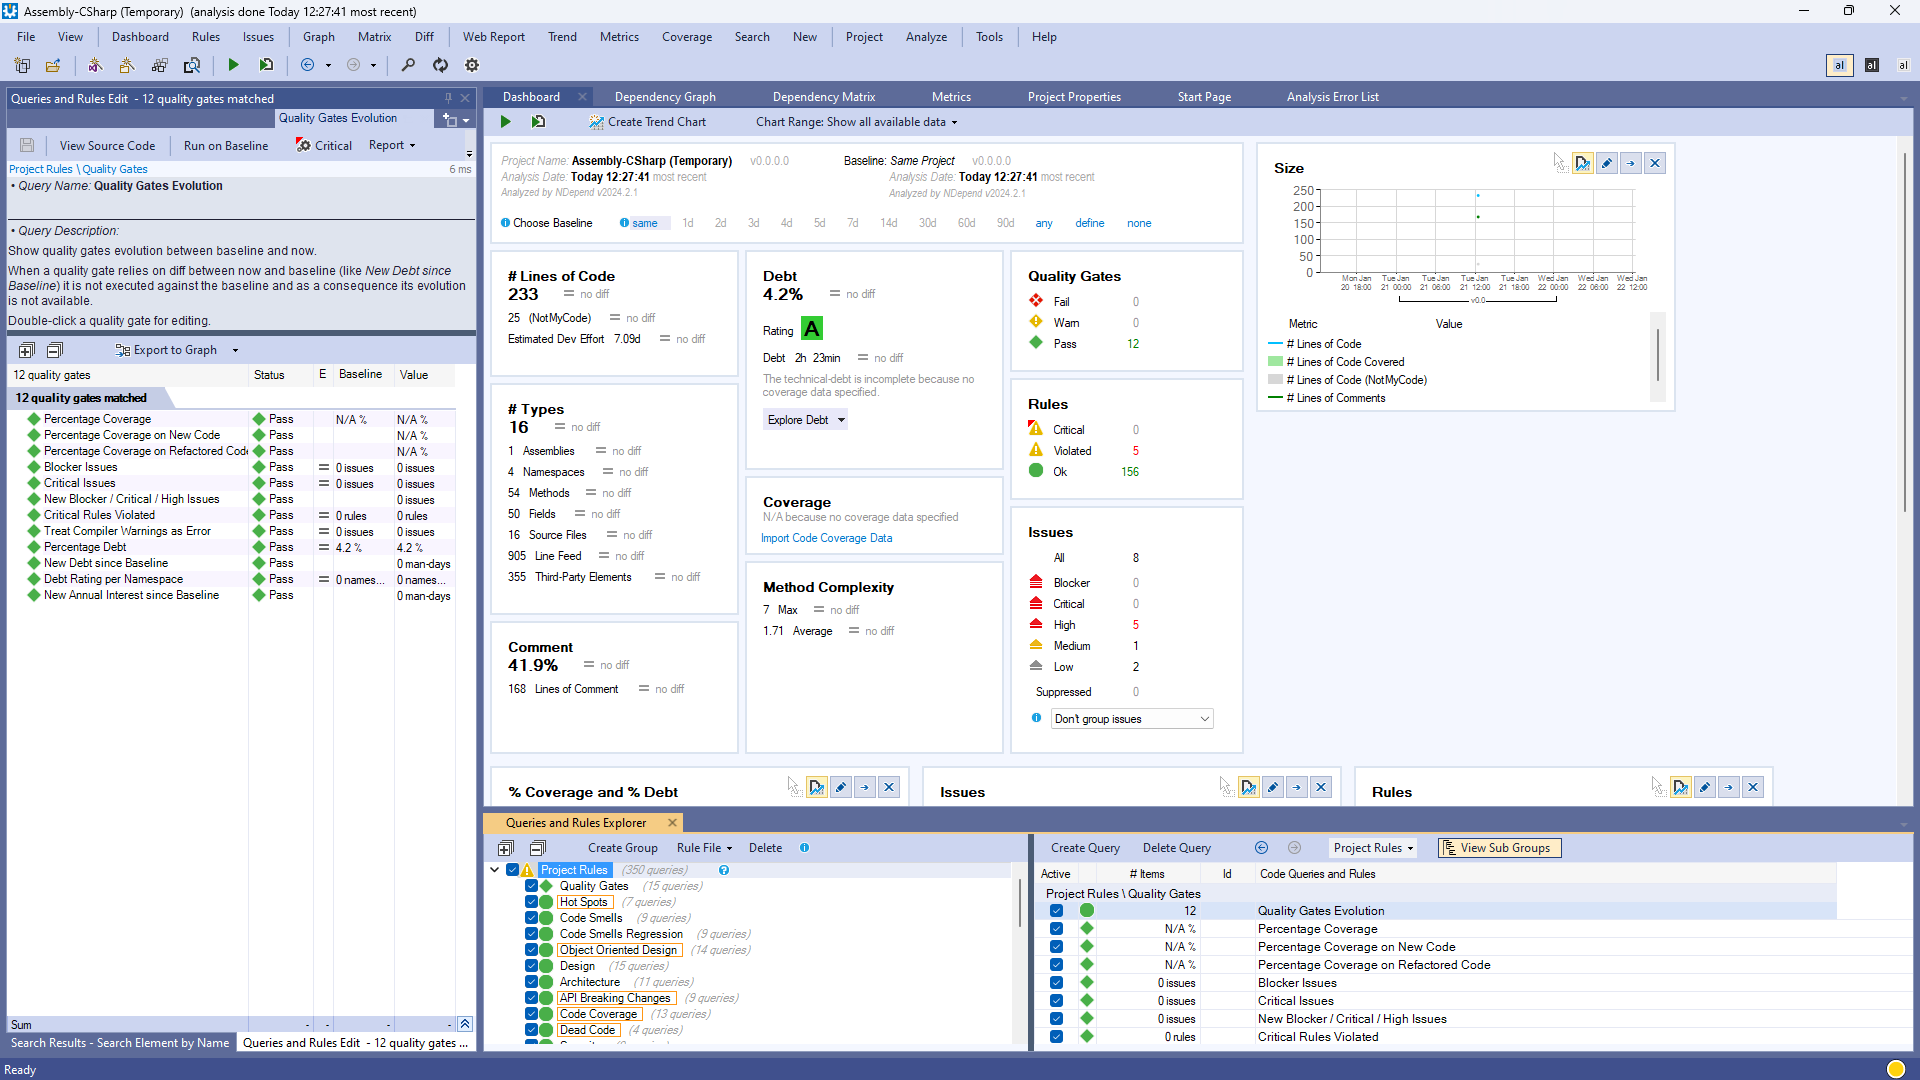 Assembly-CSharp (Temporary)  (analysis done Today 12:27:41 most recent)
File View Dashboard Rules Issues Graph Matrix Diff Web Report Trend Metrics Coverage Search New Project Analyze Tools Help
aI aI aI
Queries and Rules Edit  - 12 quality gates matched
Quality Gates Evolution
View Source Code Run on Baseline Critical Report
Project Rules \ Quality Gates 6 ms
• Query Name: Quality Gates Evolution
• Query Description:
Show quality gates evolution between baseline and now.
When a quality gate relies on diff between now and baseline (like New Debt since
Baseline) it is not executed against the baseline and as a consequence its evolution
is not available.
Double-click a quality gate for editing.
Export to Graph
12 quality gates Status E Baseline Value
12 quality gates matched
Percentage Coverage Pass N/A % N/A %
Percentage Coverage on New Code Pass N/A %
Percentage Coverage on Refactored Code Pass N/A %
Blocker Issues Pass = 0 issues 0 issues
Critical Issues Pass = 0 issues 0 issues
New Blocker / Critical / High Issues Pass 0 issues
Critical Rules Violated Pass = 0 rules 0 rules
Treat Compiler Warnings as Error Pass = 0 issues 0 issues
Percentage Debt Pass = 4.2 % 4.2 %
New Debt since Baseline Pass 0 man-days
Debt Rating per Namespace Pass = 0 names... 0 names...
New Annual Interest since Baseline Pass 0 man-days
Sum - - - -
Search Results - Search Element by Name Queries and Rules Edit  - 12 quality gates ...
Ready
Dashboard Dependency Graph Dependency Matrix Metrics Project Properties Start Page Analysis Error List
Create Trend Chart Chart Range: Show all available data
Project Name: Assembly-CSharp (Temporary) v0.0.0.0 Baseline: Same Project v0.0.0.0
Analysis Date: Today 12:27:41 most recent Analysis Date: Today 12:27:41 most recent
Analyzed by NDepend v2024.2.1 Analyzed by NDepend v2024.2.1
Choose Baseline same 1d 2d 3d 4d 5d 7d 14d 30d 60d 90d any define none
# Lines of Code
233 = no diff
25 (NotMyCode) = no diff
Estimated Dev Effort 7.09d = no diff
# Types
16 = no diff
1 Assemblies = no diff
4 Namespaces = no diff
54 Methods = no diff
50 Fields = no diff
16 Source Files = no diff
905 Line Feed = no diff
355 Third-Party Elements = no diff
Comment
41.9% = no diff
168 Lines of Comment = no diff
Debt
4.2% = no diff
Rating A
Debt 2h 23min = no diff
The technical-debt is incomplete because no
coverage data specified.
Explore Debt
Coverage
N/A because no coverage data specified
Import Code Coverage Data
Method Complexity
7 Max = no diff
1.71 Average = no diff
Quality Gates
Fail 0
Warn 0
Pass 12
Rules
Critical 0
Violated 5
Ok 156
Issues
All 8
Blocker 0
Critical 0
High 5
Medium 1
Low 2
Suppressed 0
Don't group issues
Size
250
200
150
100
50
0
Mon Jan Tue Jan Tue Jan Tue Jan Tue Jan Wed Jan Wed Jan Wed Jan
20 18:00 21 00:00 21 06:00 21 12:00 21 18:00 22 00:00 22 06:00 22 12:00
v0.0
Metric Value
# Lines of Code
# Lines of Code Covered
# Lines of Code (NotMyCode)
# Lines of Comments
% Coverage and % Debt Issues Rules
Queries and Rules Explorer
Create Group Rule File Delete
Project Rules (350 queries)
Quality Gates (15 queries)
Hot Spots (7 queries)
Code Smells (9 queries)
Code Smells Regression (9 queries)
Object Oriented Design (14 queries)
Design (15 queries)
Architecture (11 queries)
API Breaking Changes (9 queries)
Code Coverage (13 queries)
Dead Code (4 queries)
Create Query Delete Query Project Rules View Sub Groups
Active # Items Id Code Queries and Rules
Project Rules \ Quality Gates
12 Quality Gates Evolution
N/A % Percentage Coverage
N/A % Percentage Coverage on New Code
N/A % Percentage Coverage on Refactored Code
0 issues Blocker Issues
0 issues Critical Issues
0 issues New Blocker / Critical / High Issues
0 rules Critical Rules Violated